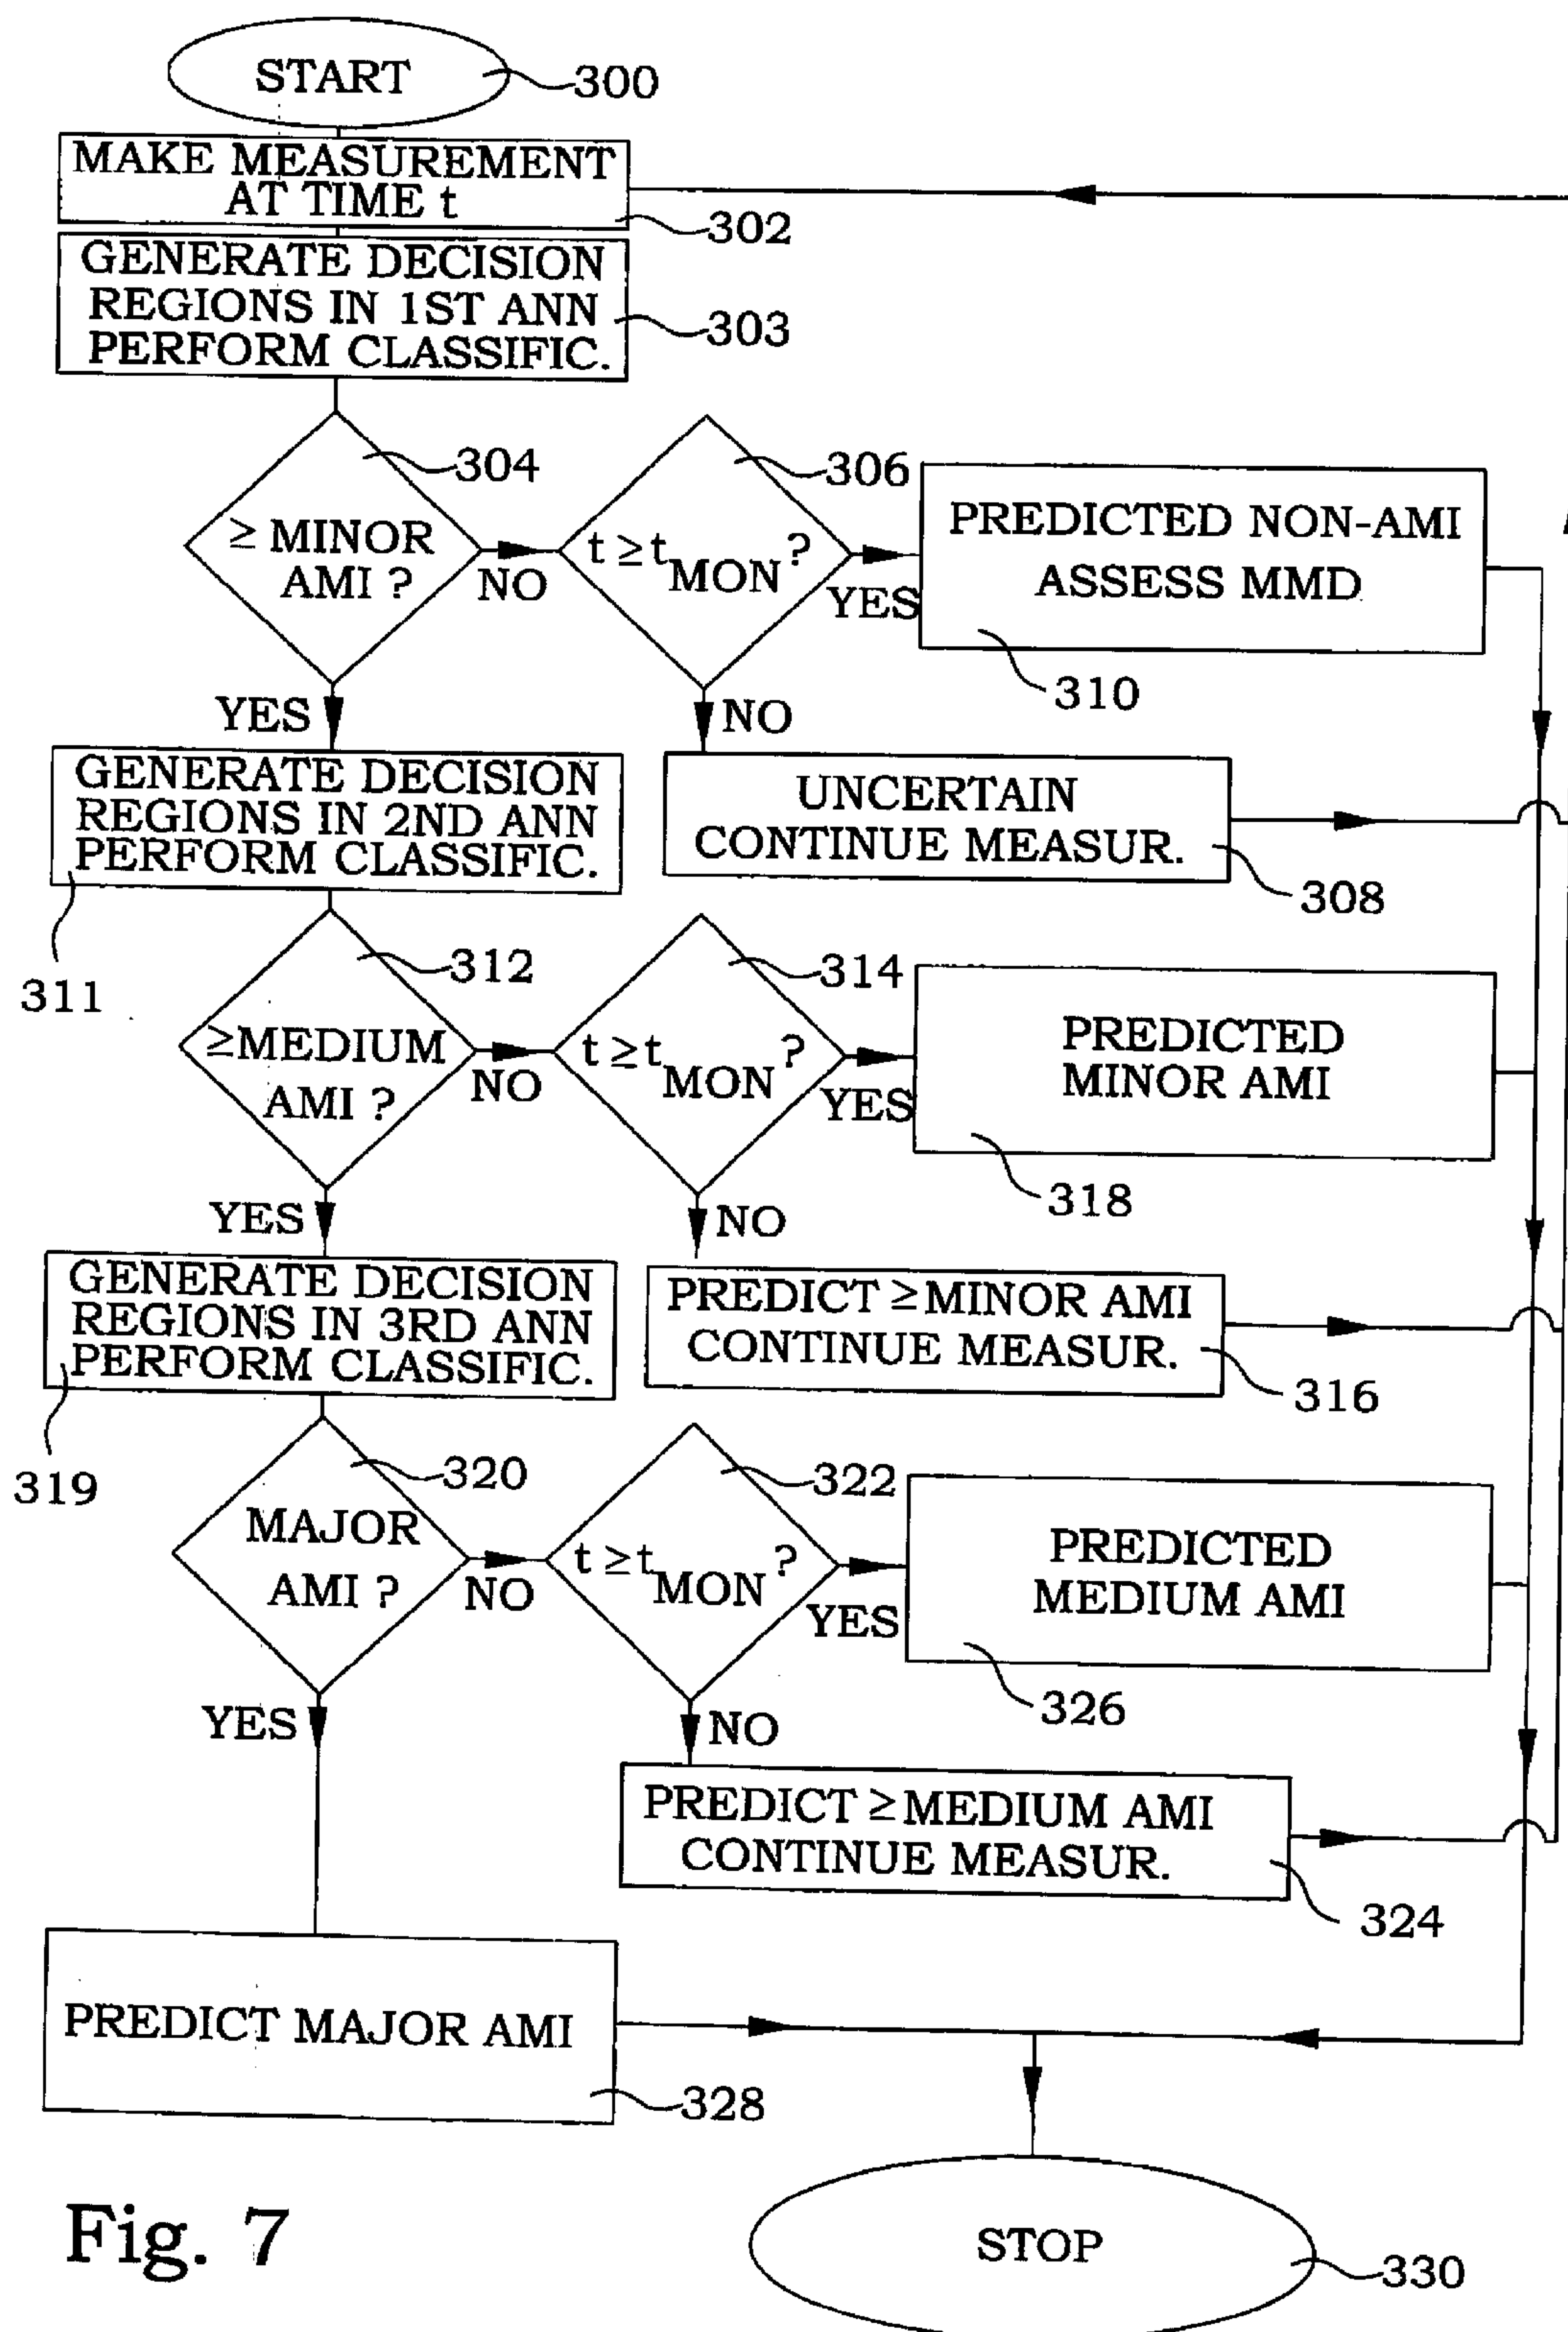 START
300
MAKE MEASUREMENT
AT TIME t
302
GENERATE DECISION
REGIONS IN 1ST ANN
PERFORM CLASSIFIC.
303
304
≥ MINOR
AMI ?
NO
YES
306
t ≥ tMON ?
YES
NO
PREDICTED NON-AMI
ASSESS MMD
310
GENERATE DECISION
REGIONS IN 2ND ANN
PERFORM CLASSIFIC.
311
UNCERTAIN
CONTINUE MEASUR.
308
312
≥MEDIUM
AMI ?
NO
YES
314
t ≥ tMON ?
YES
NO
PREDICTED
MINOR AMI
318
GENERATE DECISION
REGIONS IN 3RD ANN
PERFORM CLASSIFIC.
319
PREDICT ≥MINOR AMI
CONTINUE MEASUR.
316
320
MAJOR
AMI ?
NO
YES
322
t ≥ tMON ?
YES
NO
PREDICTED
MEDIUM AMI
326
PREDICT ≥MEDIUM AMI
CONTINUE MEASUR.
324
PREDICT MAJOR AMI
328
STOP
330
Fig. 7